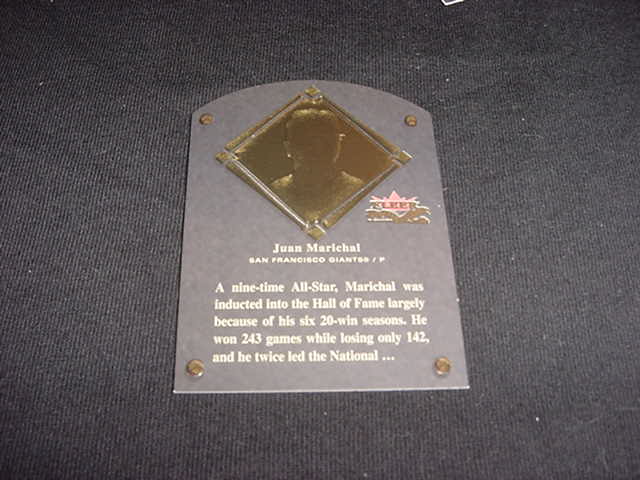 Juan Marichal
SAN FRANCISCO GIANTSS / P
A nine-time All-Star, Marichal was
inducted into the Hall of Fame largely
because of his six 20-win seasons. He
won 243 games while losing only 142,
and he twice led the National ...